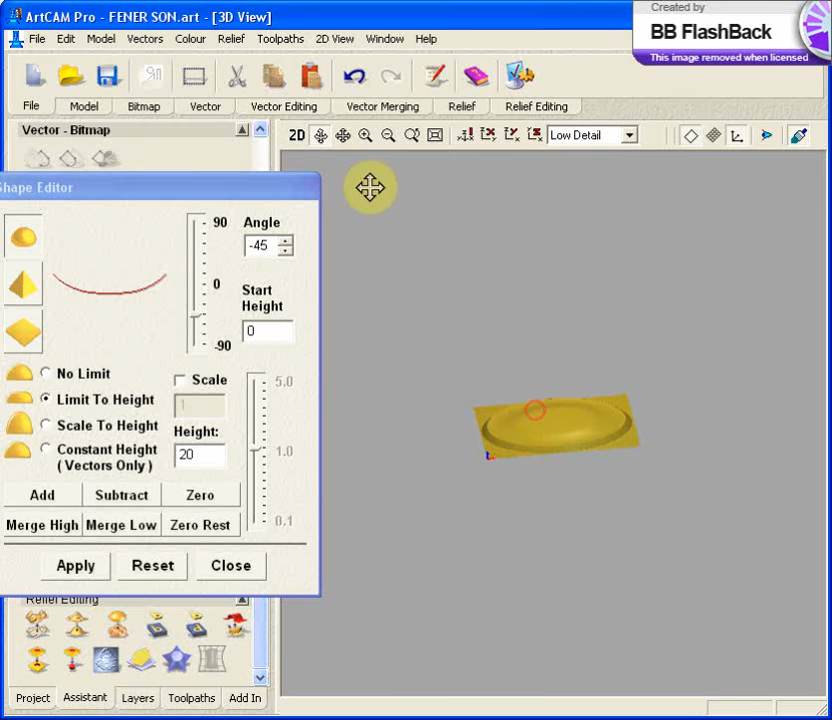 ArtCAM Pro - FENER SON.art - [3D View]
Created by
BB FlashBack
This image removed when licensed
File Edit Model Vectors Colour Relief Toolpaths 2D View Window Help
File Model Bitmap Vector Vector Editing Vector Merging Relief Relief Editing
Vector - Bitmap
2D
Low Detail
Shape Editor
90
0
-90
Angle
-45
Start
Height
0
No Limit
Limit To Height
Scale To Height
Constant Height
(Vectors Only)
Scale
1
Height:
20
5.0
1.0
0.1
Add Subtract Zero
Merge High Merge Low Zero Rest
Apply Reset Close
Relief Editing
Project Assistant Layers Toolpaths Add In